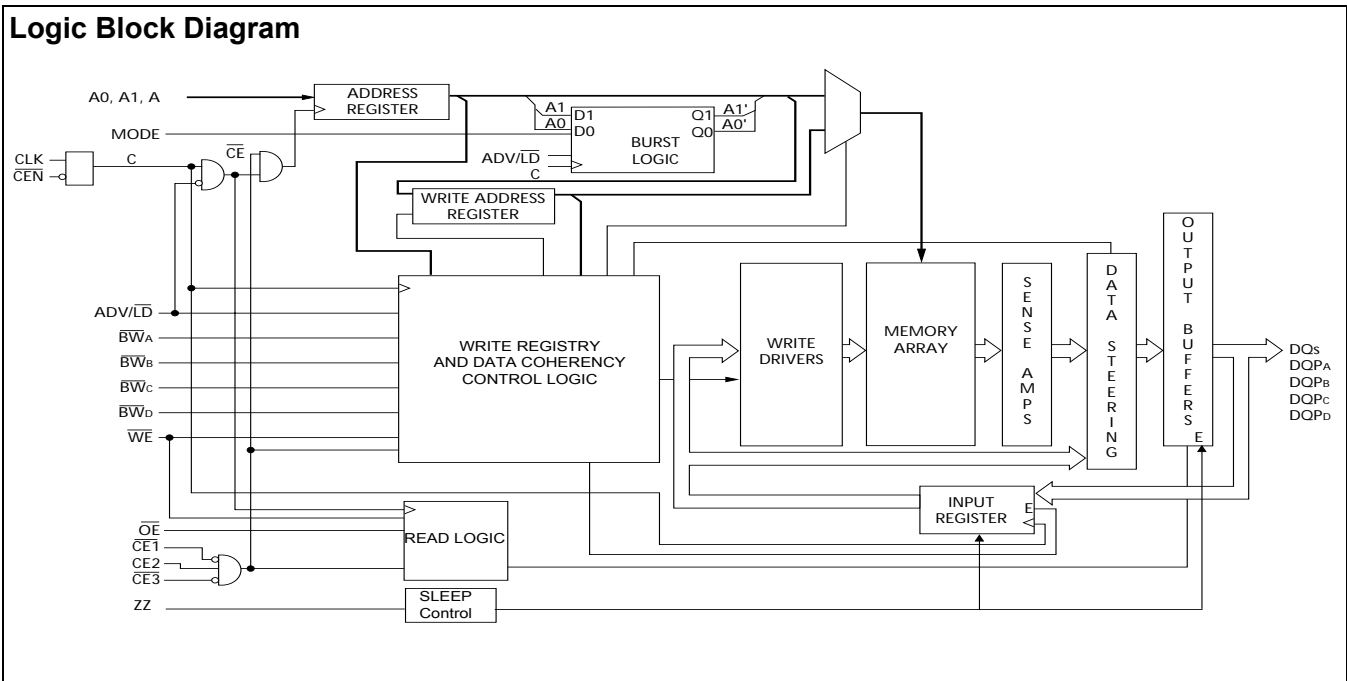 Logic Block Diagram
A0, A1, A
ADDRESS
REGISTER
MODE
A1
A0
D1
D0
Q1
Q0
A1'
A0'
BURST
LOGIC
ADV/LD
C
CE
CLK
CEN
C
WRITE ADDRESS
REGISTER
ADV/LD
BWA
BWB
BWC
BWD
WE
WRITE REGISTRY
AND DATA COHERENCY
CONTROL LOGIC
WRITE
DRIVERS
MEMORY
ARRAY
SENSE AMPS
DATA STEERING
OUTPUT BUFFERS
E
DQs
DQPA
DQPB
DQPC
DQPD
INPUT
REGISTER
E
OE
CE1
CE2
CE3
READ LOGIC
ZZ
SLEEP
Control